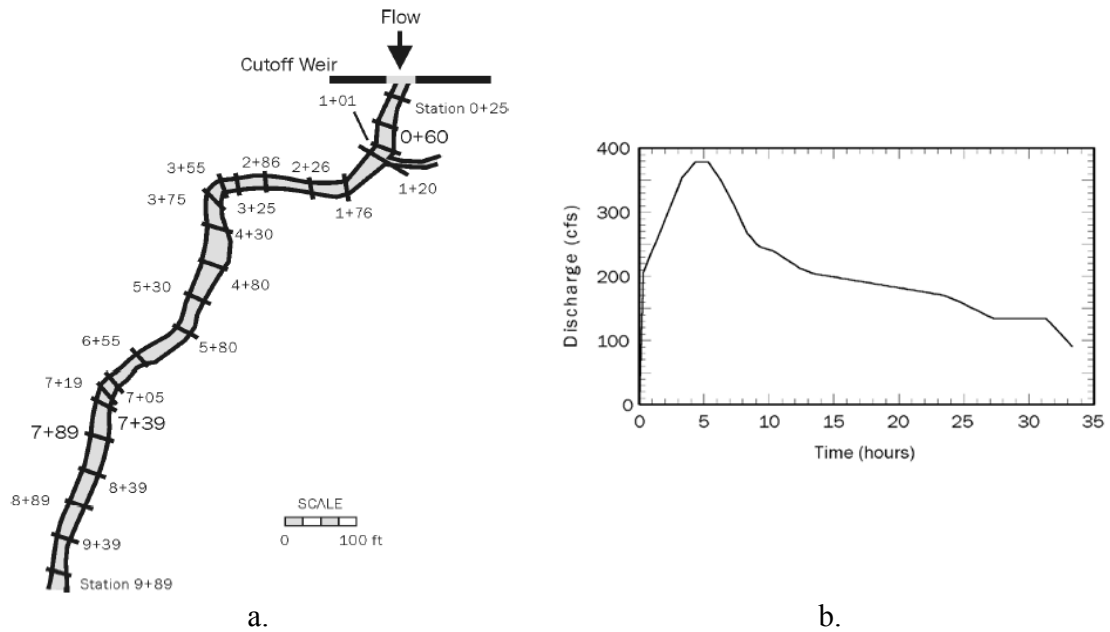 Flow
Cutoff Weir
1+01
Station 0+25
0+60
3+55
2+86
2+26
1+20
3+75
3+25
1+76
4+30
5+30
4+80
6+55
5+80
7+19
7+05
7+89
7+39
8+39
8+89
SCALE
0 100 ft
9+39
Station 9+89
a.
400
300
200
100
0
Discharge (cfs)
0 5 10 15 20 25 30 35
Time (hours)
b.